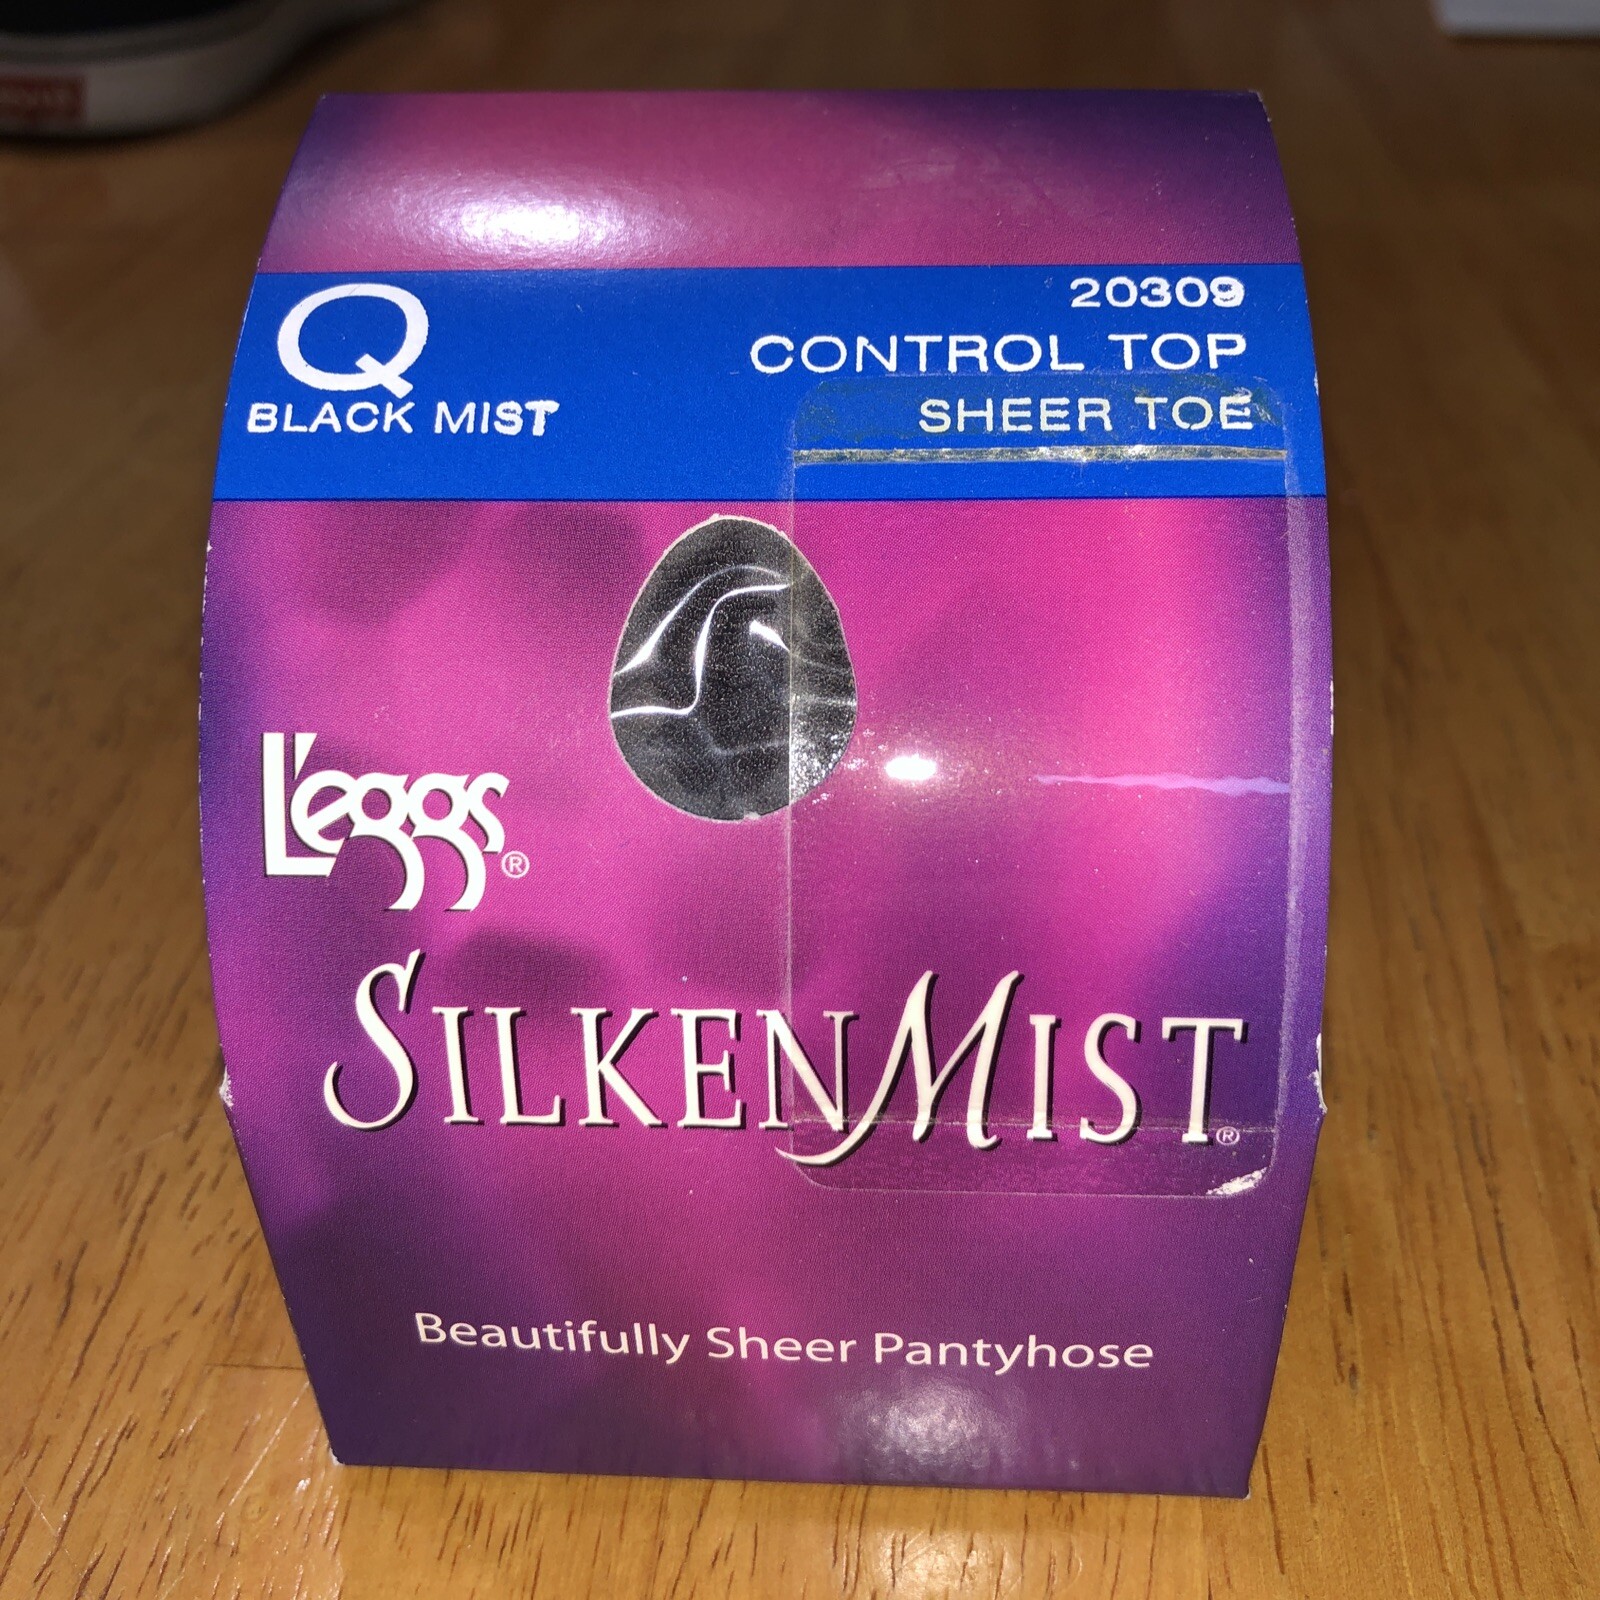 Q
BLACK MIST
20309
CONTROL TOP
SHEER TOE
L'eggs®
SILKENMIST®
Beautifully Sheer Pantyhose